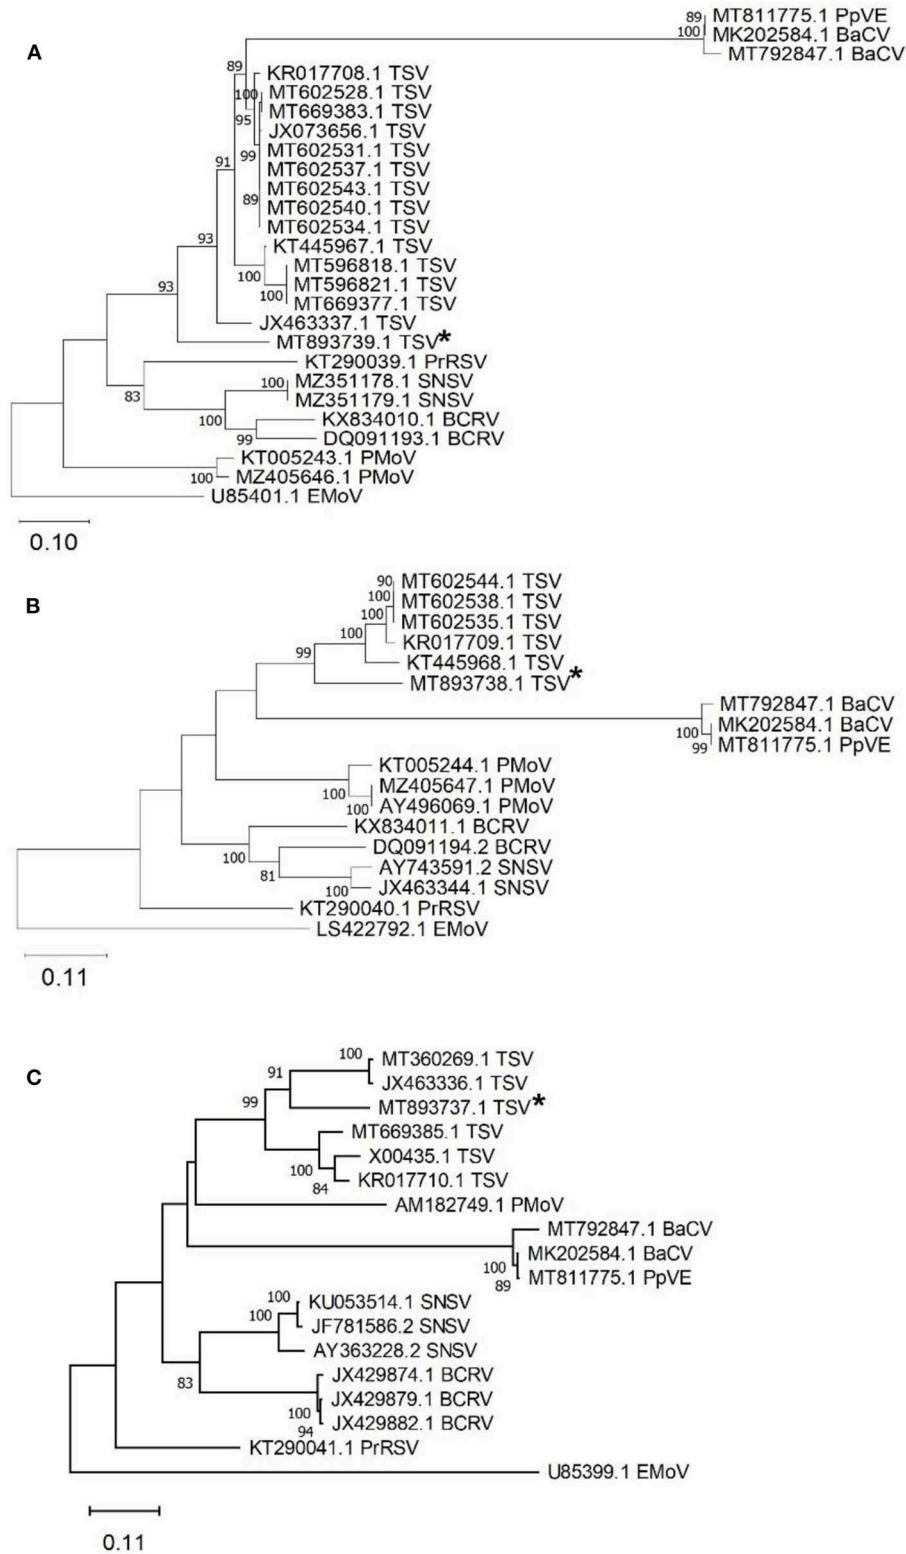 A
89 MT811775.1 PpVE
100 MK202584.1 BaCV
MT792847.1 BaCV
89 KR017708.1 TSV
100 MT602528.1 TSV
MT669383.1 TSV
95 JX073656.1 TSV
99 MT602531.1 TSV
91 MT602537.1 TSV
MT602543.1 TSV
89 MT602540.1 TSV
MT602534.1 TSV
93 KT445967.1 TSV
MT596818.1 TSV
100 MT596821.1 TSV
100 MT669377.1 TSV
93
JX463337.1 TSV
MT893739.1 TSV*
KT290039.1 PrRSV
100 MZ351178.1 SNSV
83 MZ351179.1 SNSV
100 KX834010.1 BCRV
99 DQ091193.1 BCRV
KT005243.1 PMoV
100 MZ405646.1 PMoV
U85401.1 EMoV
0.10
B
90 MT602544.1 TSV
100 MT602538.1 TSV
100 MT602535.1 TSV
100 KR017709.1 TSV
99 KT445968.1 TSV
MT893738.1 TSV*
MT792847.1 BaCV
100 MK202584.1 BaCV
99 MT811775.1 PpVE
KT005244.1 PMoV
100 MZ405647.1 PMoV
100 AY496069.1 PMoV
KX834011.1 BCRV
100 DQ091194.2 BCRV
81 AY743591.2 SNSV
100 JX463344.1 SNSV
KT290040.1 PrRSV
LS422792.1 EMoV
0.11
C
100 MT360269.1 TSV
91 JX463336.1 TSV
99 MT893737.1 TSV*
MT669385.1 TSV
100 X00435.1 TSV
84 KR017710.1 TSV
AM182749.1 PMoV
MT792847.1 BaCV
100 MK202584.1 BaCV
89 MT811775.1 PpVE
100 KU053514.1 SNSV
100 JF781586.2 SNSV
AY363228.2 SNSV
83 JX429874.1 BCRV
100 JX429879.1 BCRV
94 JX429882.1 BCRV
KT290041.1 PrRSV
U85399.1 EMoV
0.11